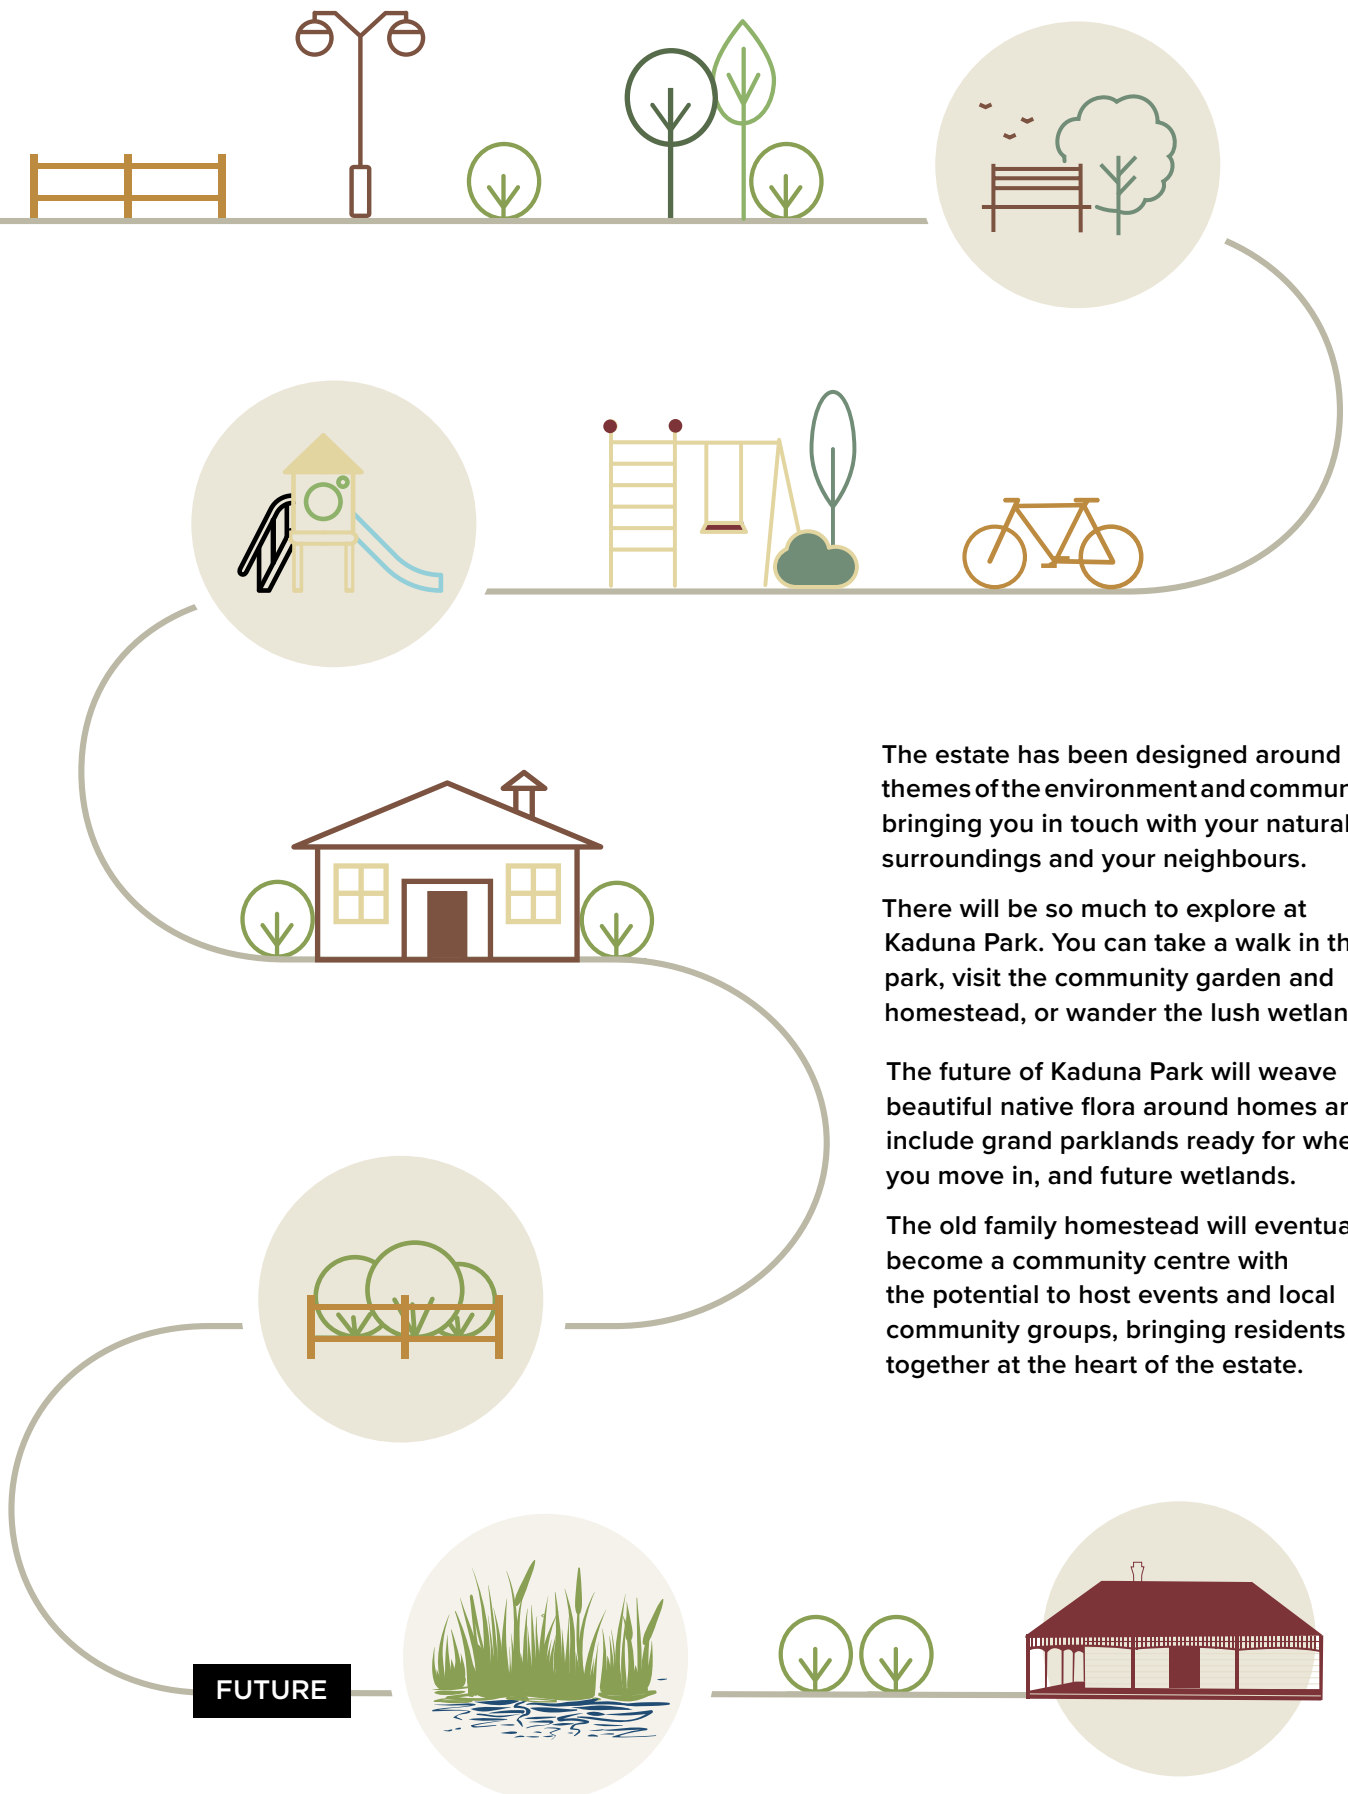 The estate has been designed around
themes of the environment and commun
bringing you in touch with your natural
surroundings and your neighbours.
There will be so much to explore at
Kaduna Park. You can take a walk in th
park, visit the community garden and
homestead, or wander the lush wetlan
The future of Kaduna Park will weave
beautiful native flora around homes an
include grand parklands ready for whe
you move in, and future wetlands.
The old family homestead will eventua
become a community centre with
the potential to host events and local
community groups, bringing residents
together at the heart of the estate.
FUTURE